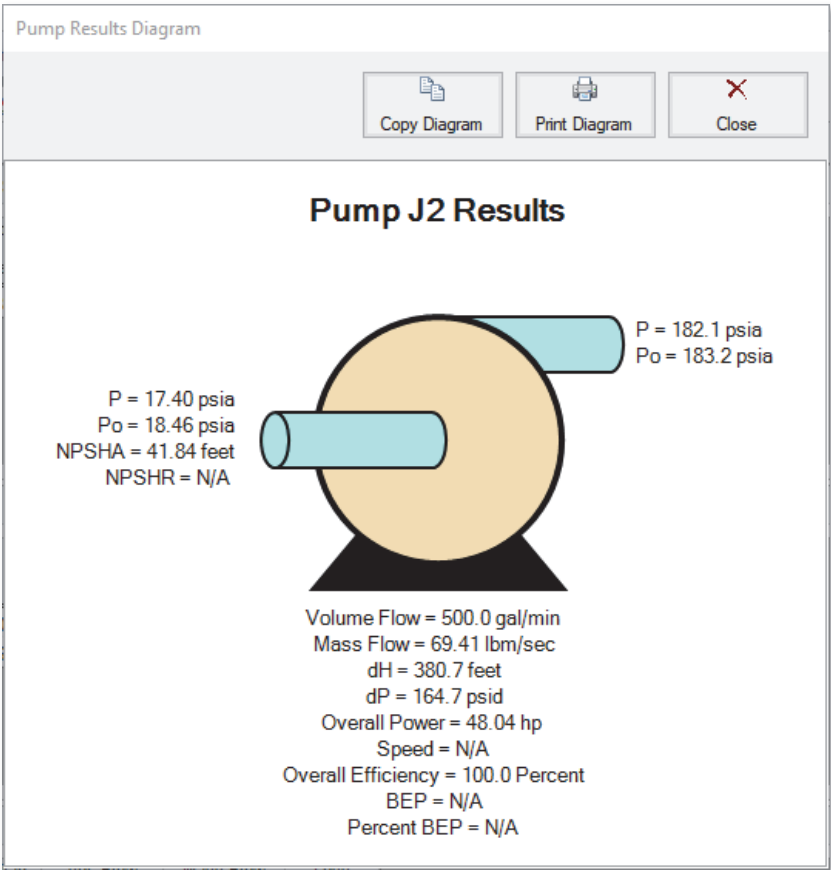 Pump Results Diagram
Copy Diagram
Print Diagram
Close
Pump J2 Results
P = 182.1 psia
Po = 183.2 psia
P = 17.40 psia
Po = 18.46 psia
NPSHA = 41.84 feet
NPSHR = N/A
Volume Flow = 500.0 gal/min
Mass Flow = 69.41 lbm/sec
dH = 380.7 feet
dP = 164.7 psid
Overall Power = 48.04 hp
Speed = N/A
Overall Efficiency = 100.0 Percent
BEP = N/A
Percent BEP = N/A